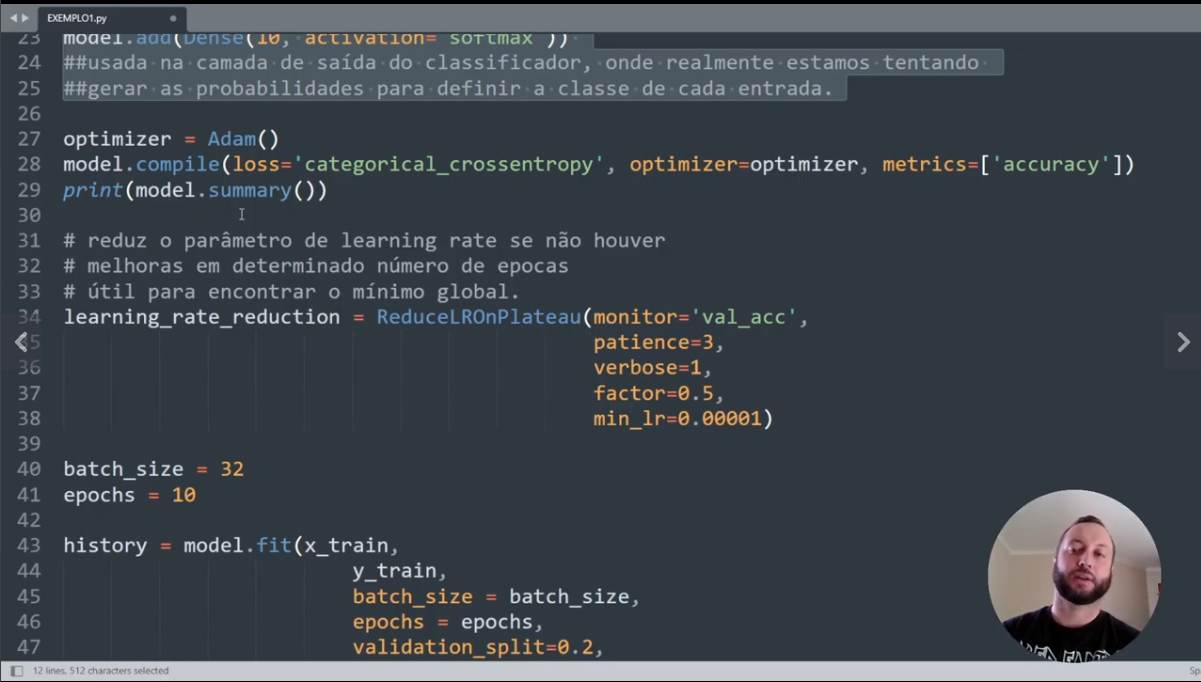 EXEMPLO1.py
23 model.add(Dense(10, activation='softmax'))
24 ##usada na camada de saída do classificador, onde realmente estamos tentando
25 ##gerar as probabilidades para definir a classe de cada entrada.
26
27 optimizer = Adam()
28 model.compile(loss='categorical_crossentropy', optimizer=optimizer, metrics=['accuracy'])
29 print(model.summary())
30
31 # reduz o parâmetro de learning rate se não houver
32 # melhoras em determinado número de epocas
33 # útil para encontrar o mínimo global.
34 learning_rate_reduction = ReduceLROnPlateau(monitor='val_acc',
35 patience=3,
36 verbose=1,
37 factor=0.5,
38 min_lr=0.00001)
39
40 batch_size = 32
41 epochs = 10
42
43 history = model.fit(x_train,
44 y_train,
45 batch_size = batch_size,
46 epochs = epochs,
47 validation_split=0.2,
12 lines, 512 characters selected